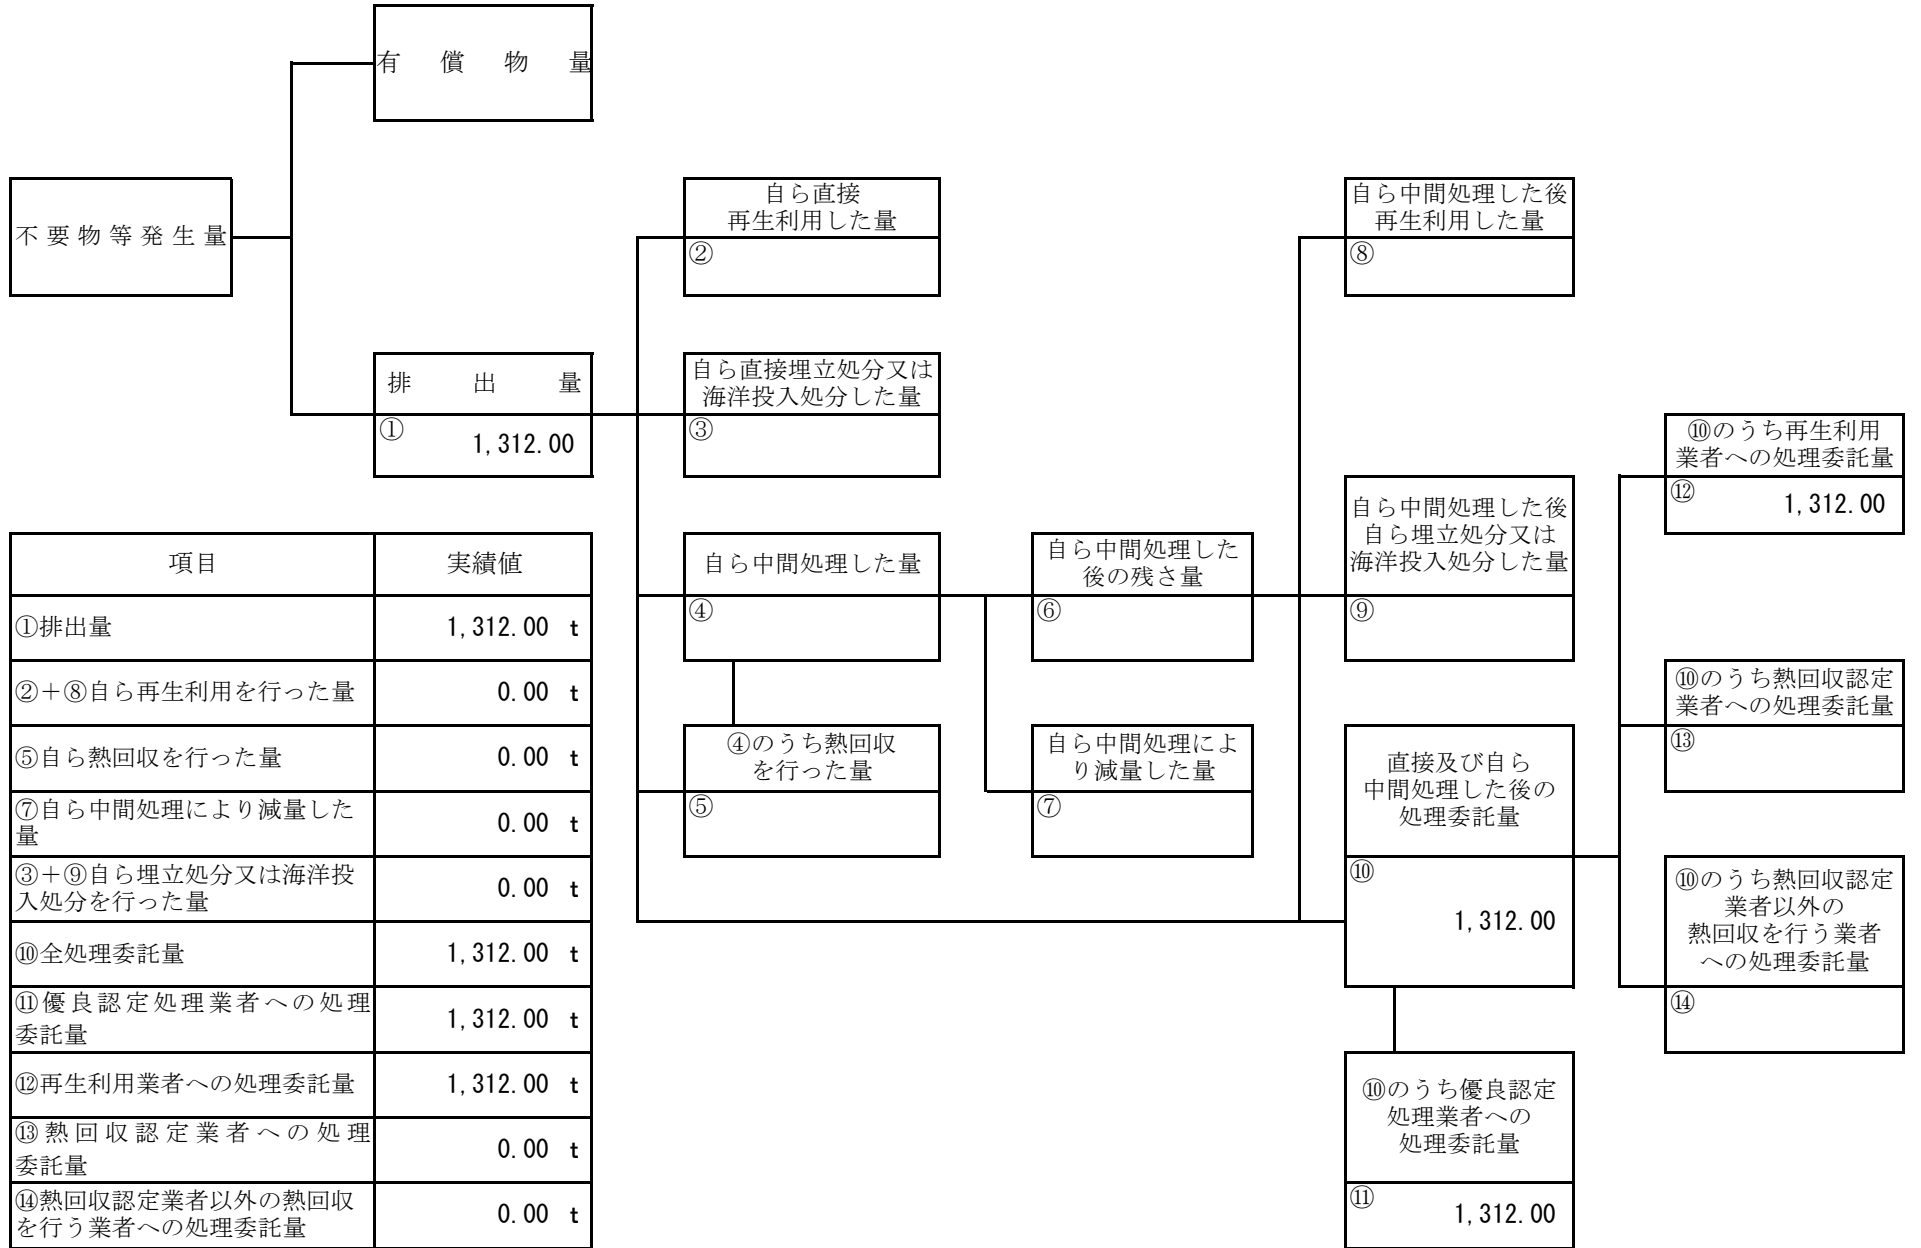 有償物量
不要物等発生量
排出量
①
1,312.00
自ら直接
再生利用した量
②
自ら直接埋立処分又は
海洋投入処分した量
③
自ら中間処理した量
④
④のうち熱回収
を行った量
⑤
自ら中間処理した
後の残さ量
⑥
自ら中間処理によ
り減量した量
⑦
自ら中間処理した後
再生利用した量
⑧
自ら中間処理した後
自ら埋立処分又は
海洋投入処分した量
⑨
直接及び自ら
中間処理した後の
処理委託量
⑩
1,312.00
⑩のうち優良認定
処理業者への
処理委託量
⑪
1,312.00
⑩のうち再生利用
業者への処理委託量
⑫
1,312.00
⑩のうち熱回収認定
業者への処理委託量
⑬
⑩のうち熱回収認定
業者以外の
熱回収を行う業者
への処理委託量
⑭
項目 実績値
①排出量 1,312.00 t
②+⑧自ら再生利用を行った量 0.00 t
⑤自ら熱回収を行った量 0.00 t
⑦自ら中間処理により減量した
量 0.00 t
③+⑨自ら埋立処分又は海洋投
入処分を行った量 0.00 t
⑩全処理委託量 1,312.00 t
⑪優良認定処理業者への処理
委託量 1,312.00 t
⑫再生利用業者への処理委託量 1,312.00 t
⑬熱回収認定業者への処理
委託量 0.00 t
⑭熱回収認定業者以外の熱回収
を行う業者への処理委託量 0.00 t